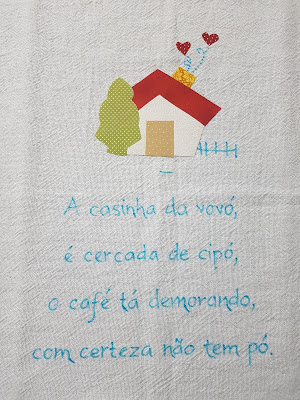 A casinha da vovó,
é cercada de cipó,
o café tá demorando,
com certeza não tem pó.